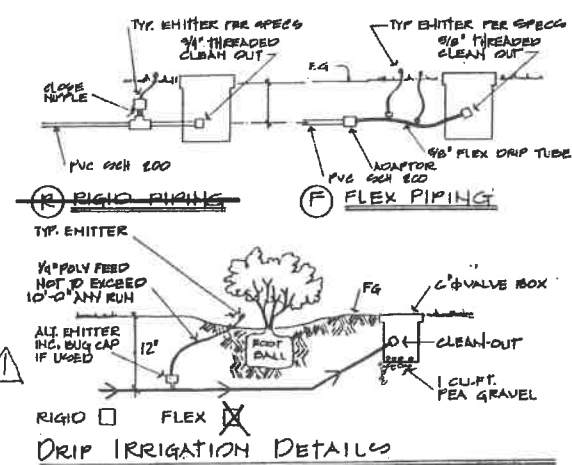 TYP. EMITTER PER SPECS
3/4" THREADED
CLEAN OUT
CLOSE
NIPPLE
PVC SCH 200
R RIGID PIPING
TYP EMITTER PER SPECS
5/8" THREADED
CLEAN OUT
F.G
5/8" FLEX DRIP TUBE
ADAPTOR
PVC SCH 200
F FLEX PIPING
TYP. EMITTER
1/4" POLY FEED
NOT TO EXCEED
10'-0" ANY RUN
ALT. EMITTER
INC. BUG CAP
IF USED
12"
ROOT
BALL
FG
6" Φ VALVE BOX
CLEAN-OUT
1 CU-FT.
PEA GRAVEL
1
RIGID
FLEX
DRIP IRRIGATION DETAILS